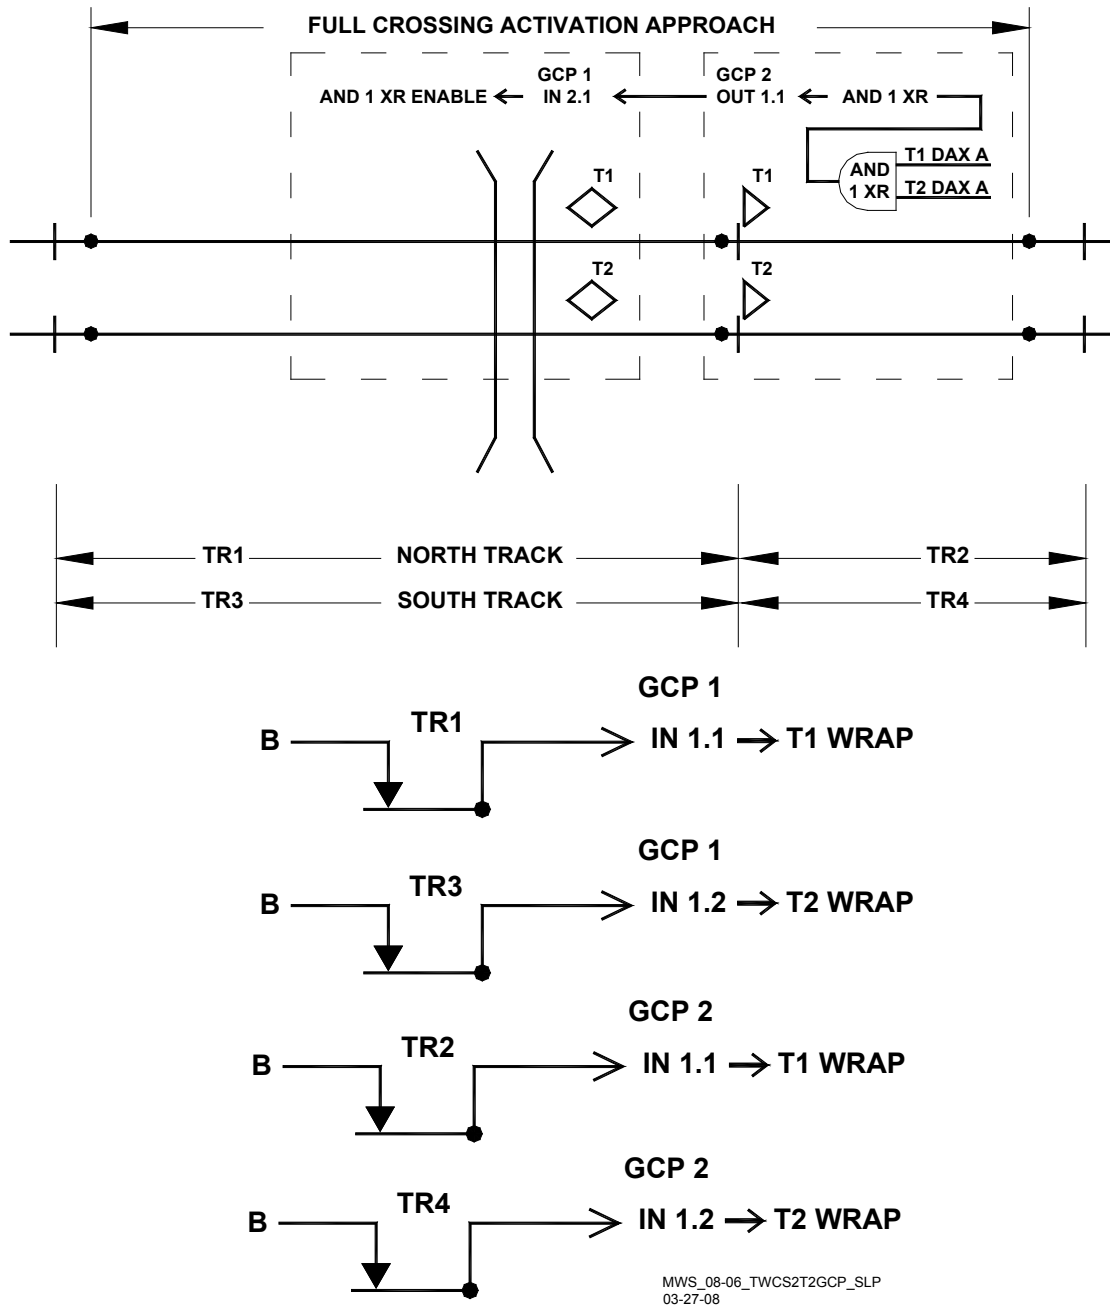 FULL CROSSING ACTIVATION APPROACH
GCP 1
GCP 2
AND 1 XR ENABLE
IN 2.1
OUT 1.1
AND 1 XR
T1 DAX A
AND
1 XR
T2 DAX A
T1
T1
T2
T2
TR1
NORTH TRACK
TR2
TR3
SOUTH TRACK
TR4
GCP 1
TR1
B
IN 1.1
T1 WRAP
GCP 1
TR3
B
IN 1.2
T2 WRAP
GCP 2
TR2
B
IN 1.1
T1 WRAP
GCP 2
TR4
B
IN 1.2
T2 WRAP
MWS_08-06_TWCS2T2GCP_SLP
03-27-08